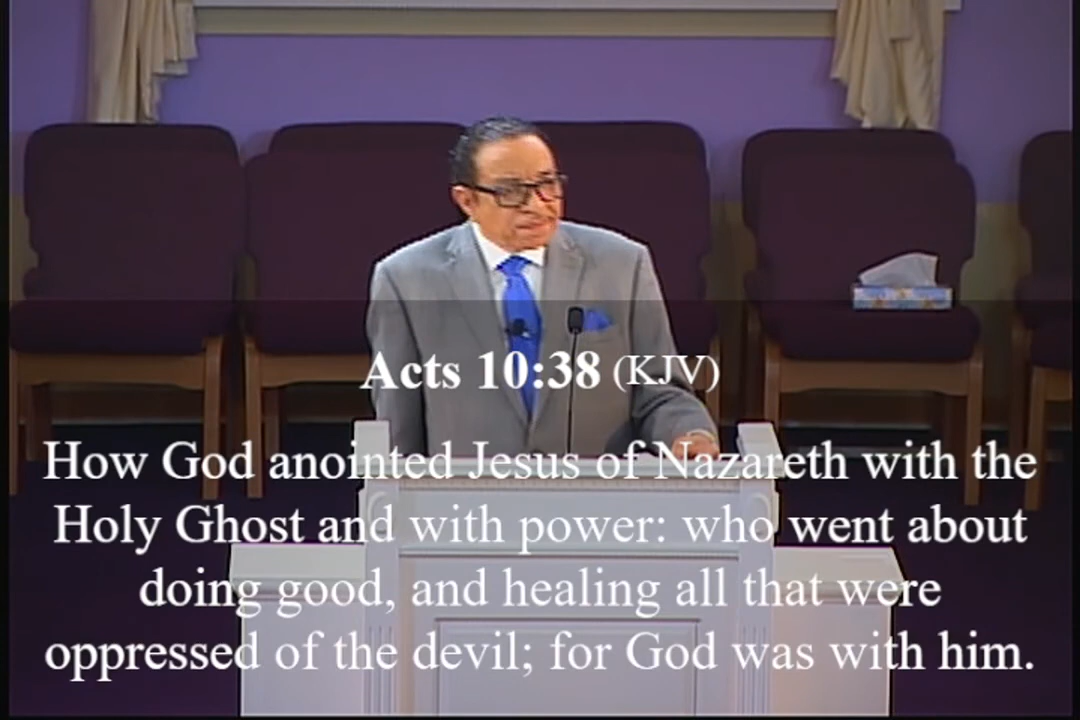 Acts 10:38 (KJV)
How God anointed Jesus of Nazareth with the
Holy Ghost and with power: who went about
doing good, and healing all that were
oppressed of the devil; for God was with him.